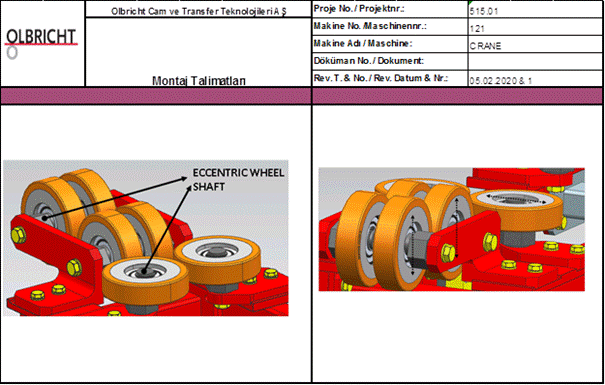 OLBRICHT
Olbricht Cam ve Transfer Teknolojileri A Ş
Montaj Talimatları
Proje No. / Projektnr.: 515.01
Makine No. /Maschinennr.: 121
Makine Adı / Maschine: CRANE
Döküman No. / Dokument:
Rev. T. & No. / Rev. Datum & Nr.: 05.02.2020 & 1
ECCENTRIC WHEEL
SHAFT